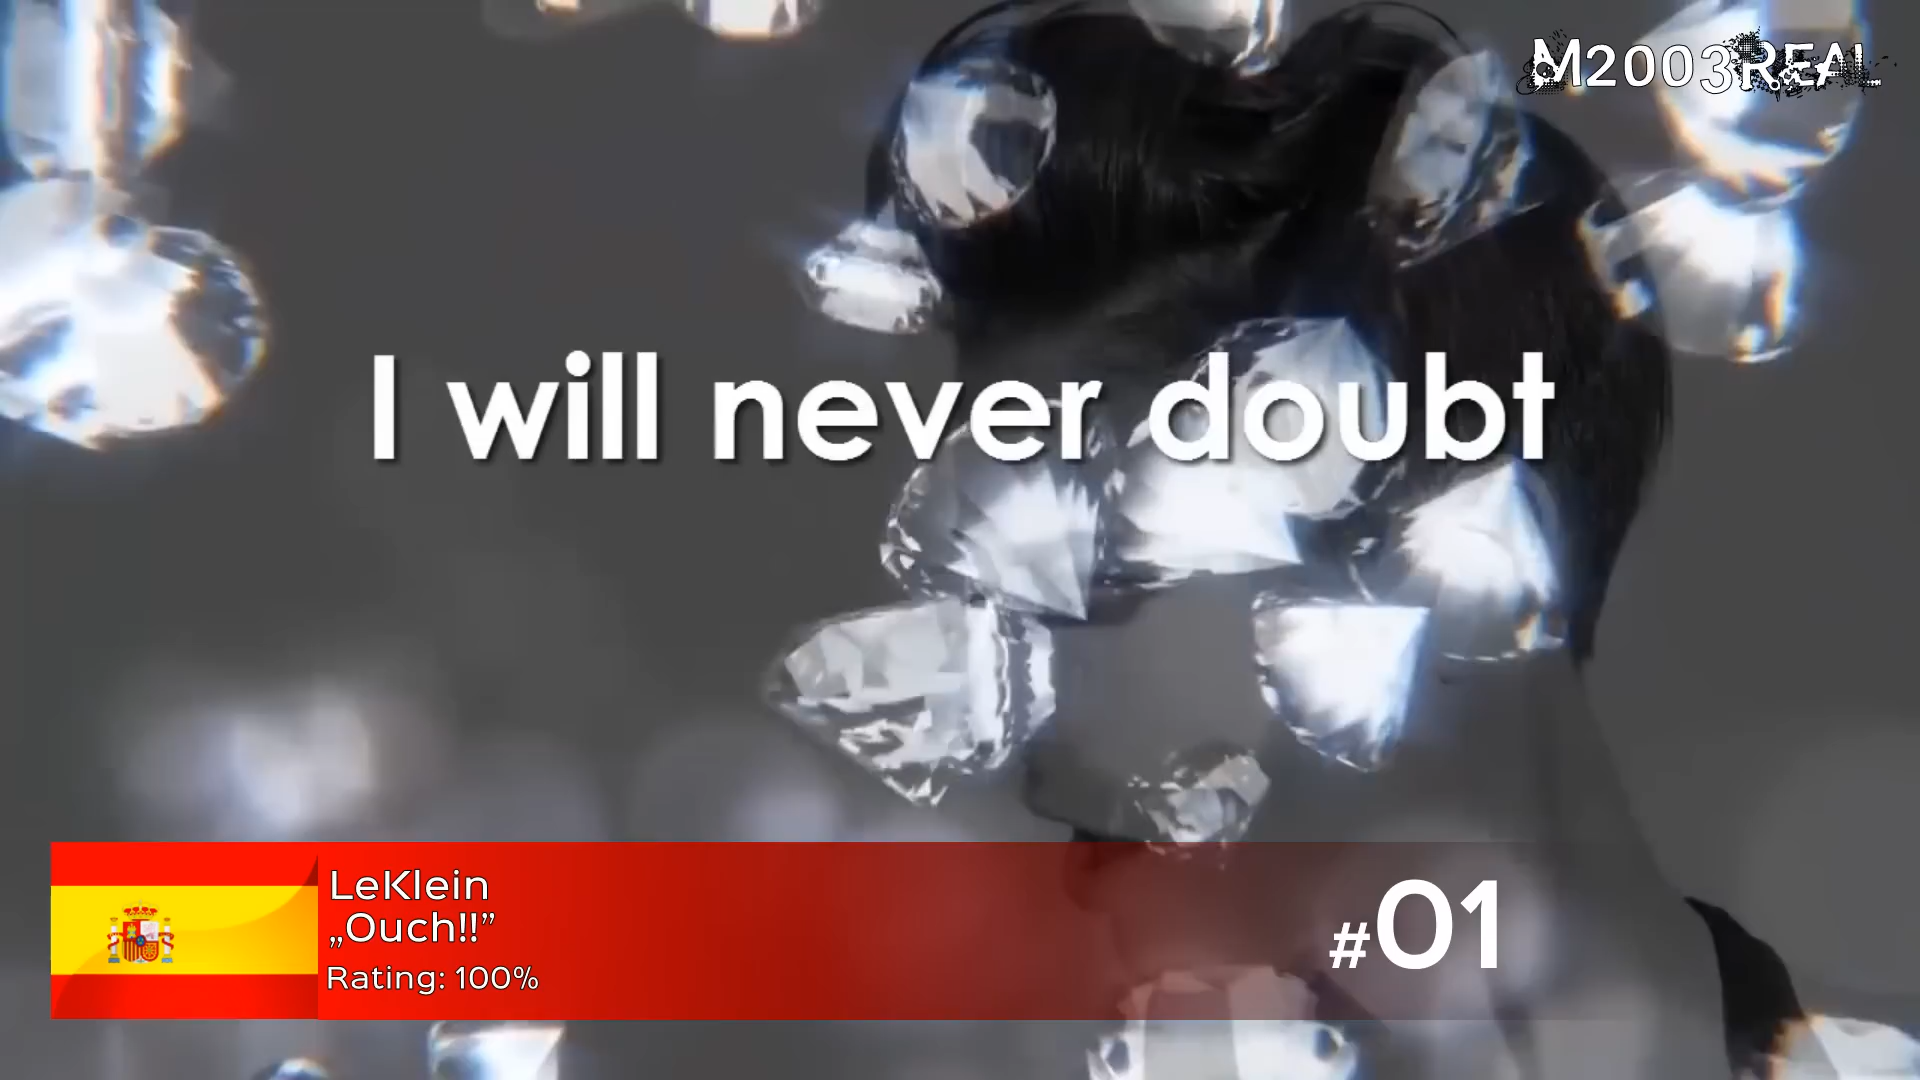 M2003REAL
I will never doubt
LeKlein
„Ouch!!”
Rating: 100%
#01